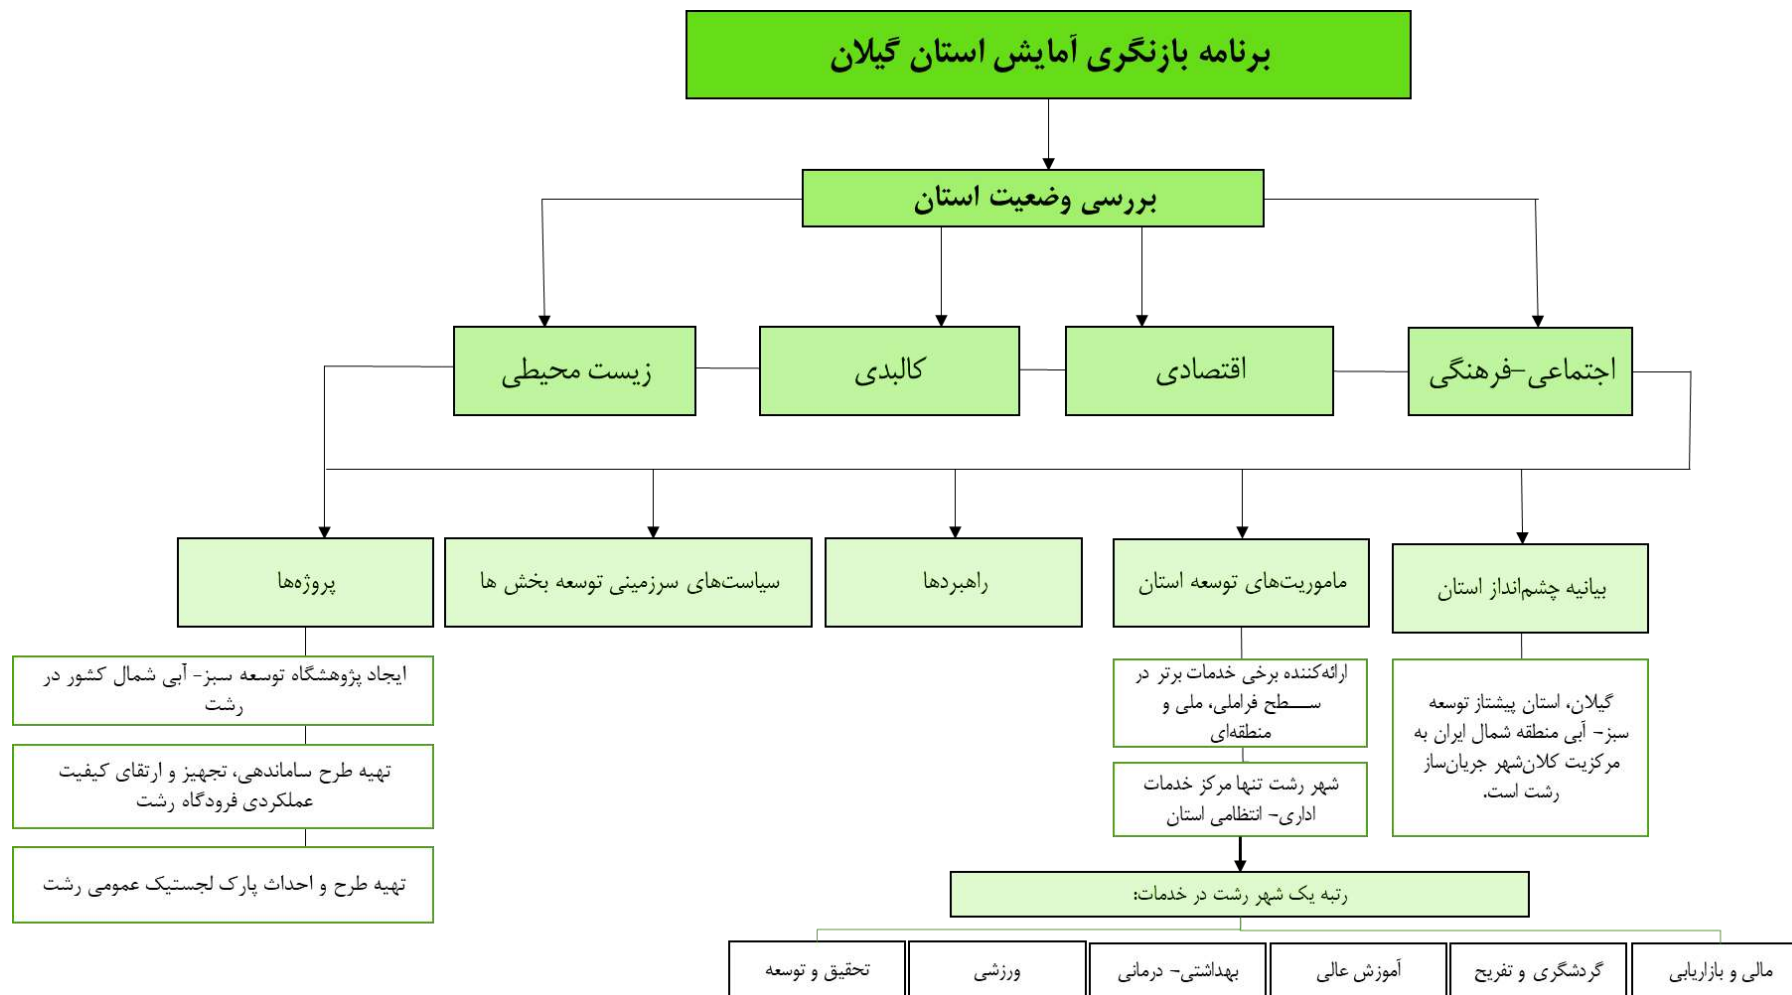 برنامه بازنگری آمایش استان گیلان
بررسی وضعیت استان
اجتماعی-فرهنگی
اقتصادی
کالبدی
زیست محیطی
بیانیه چشم‌انداز استان
ماموریت‌های توسعه استان
راهبردها
سیاست‌های سرزمینی توسعه بخش ها
پروژه‌ها
گیلان، استان پیشتاز توسعه
سبز- آبی منطقه شمال ایران به
مرکزیت کلان‌شهر جریان‌ساز
رشت است.
ارائه‌کننده برخی خدمات برتر در
ســـطح فراملی، ملی و
منطقه‌ای
شهر رشت تنها مرکز خدمات
اداری- انتظامی استان
ایجاد پژوهشگاه توسعه سبز- آبی شمال کشور در
رشت
تهیه طرح ساماندهی، تجهیز و ارتقای کیفیت
عملکردی فرودگاه رشت
تهیه طرح و احداث پارک لجستیک عمومی رشت
رتبه یک شهر رشت در خدمات:
مالی و بازاریابی
گردشگری و تفریح
آموزش عالی
بهداشتی- درمانی
ورزشی
تحقیق و توسعه